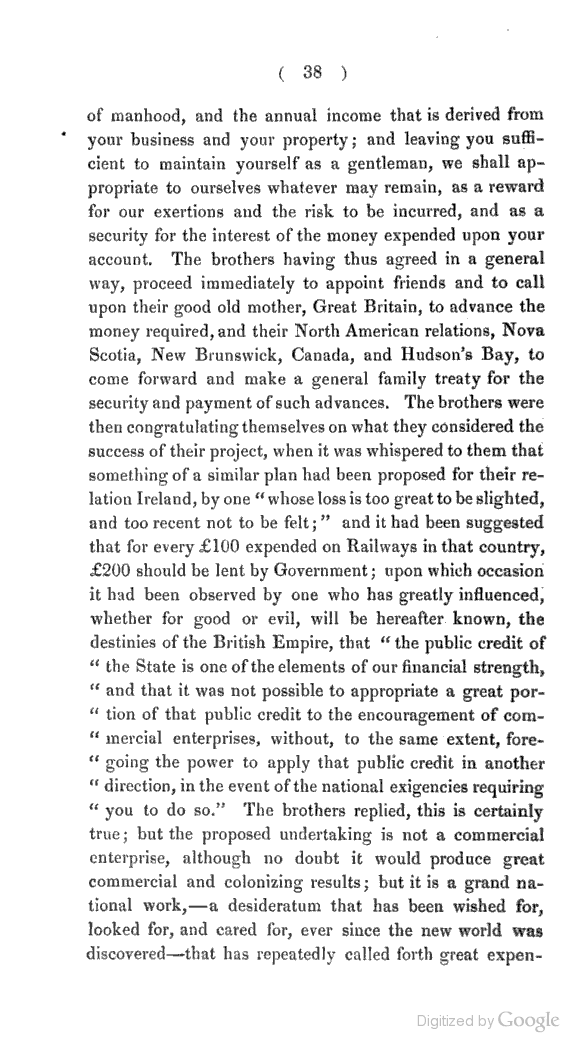 ( 38 )
of manhood, and the annual income that is derived from
your business and your property; and leaving you suffi-
cient to maintain yourself as a gentleman, we shall ap-
propriate to ourselves whatever may remain, as a reward
for our exertions and the risk to be incurred, and as a
security for the interest of the money expended upon your
account. The brothers having thus agreed in a general
way, proceed immediately to appoint friends and to call
upon their good old mother, Great Britain, to advance the
money required, and their North American relations, Nova
Scotia, New Brunswick, Canada, and Hudson's Bay, to
come forward and make a general family treaty for the
security and payment of such advances. The brothers were
then congratulating themselves on what they considered the
success of their project, when it was whispered to them that
something of a similar plan had been proposed for their re-
lation Ireland, by one “whose loss is too great to be slighted,
and too recent not to be felt;” and it had been suggested
that for every £100 expended on Railways in that country,
£200 should be lent by Government; upon which occasion
it had been observed by one who has greatly influenced,
whether for good or evil, will be hereafter known, the
destinies of the British Empire, that “the public credit of
“ the State is one of the elements of our financial strength,
“ and that it was not possible to appropriate a great por-
“ tion of that public credit to the encouragement of com-
“ mercial enterprises, without, to the same extent, fore-
“ going the power to apply that public credit in another
“ direction, in the event of the national exigencies requiring
“ you to do so.” The brothers replied, this is certainly
true; but the proposed undertaking is not a commercial
enterprise, although no doubt it would produce great
commercial and colonizing results; but it is a grand na-
tional work,—a desideratum that has been wished for,
looked for, and cared for, ever since the new world was
discovered—that has repeatedly called forth great expen-
Digitized by Google